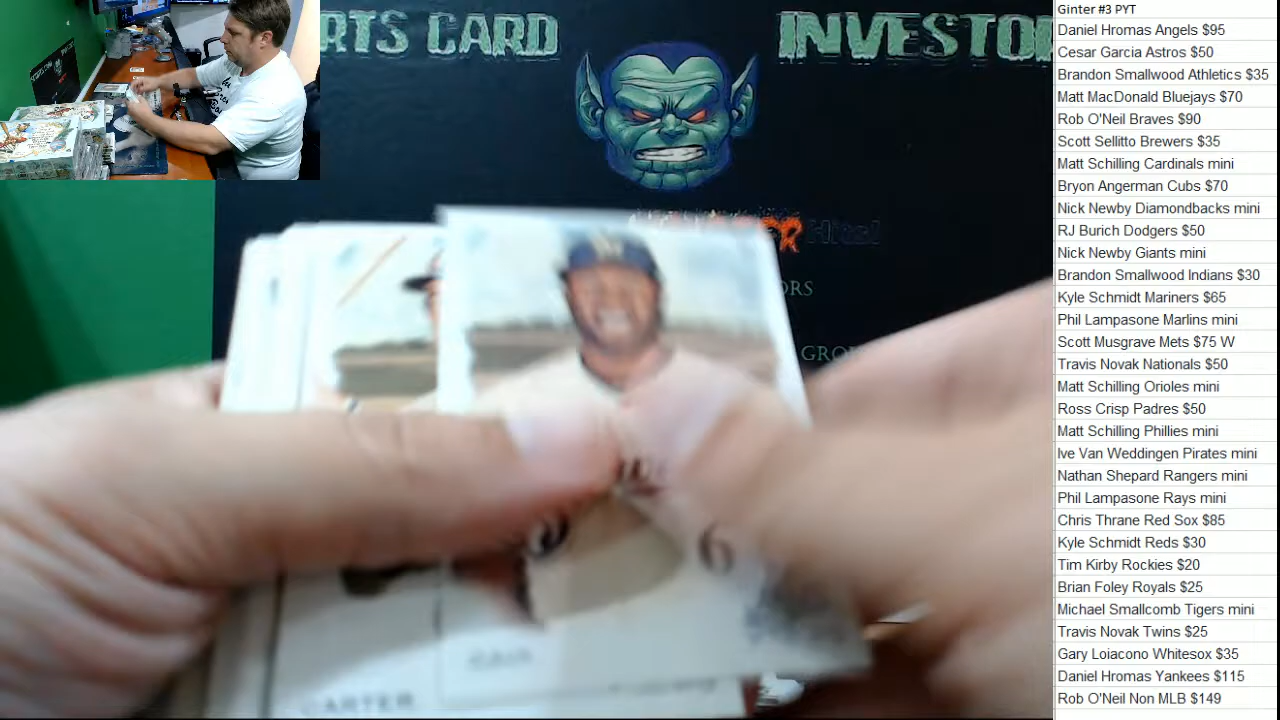 RTS CARD INVESTO
ORS
GRO
6
CAIN
CARTER
Ginter #3 PYT
Daniel Hromas Angels $95
Cesar Garcia Astros $50
Brandon Smallwood Athletics $35
Matt MacDonald Bluejays $70
Rob O'Neil Braves $90
Scott Sellitto Brewers $35
Matt Schilling Cardinals mini
Bryon Angerman Cubs $70
Nick Newby Diamondbacks mini
RJ Burich Dodgers $50
Nick Newby Giants mini
Brandon Smallwood Indians $30
Kyle Schmidt Mariners $65
Phil Lampasone Marlins mini
Scott Musgrave Mets $75 W
Travis Novak Nationals $50
Matt Schilling Orioles mini
Ross Crisp Padres $50
Matt Schilling Phillies mini
Ive Van Weddingen Pirates mini
Nathan Shepard Rangers mini
Phil Lampasone Rays mini
Chris Thrane Red Sox $85
Kyle Schmidt Reds $30
Tim Kirby Rockies $20
Brian Foley Royals $25
Michael Smallcomb Tigers mini
Travis Novak Twins $25
Gary Loiacono Whitesox $35
Daniel Hromas Yankees $115
Rob O'Neil Non MLB $149